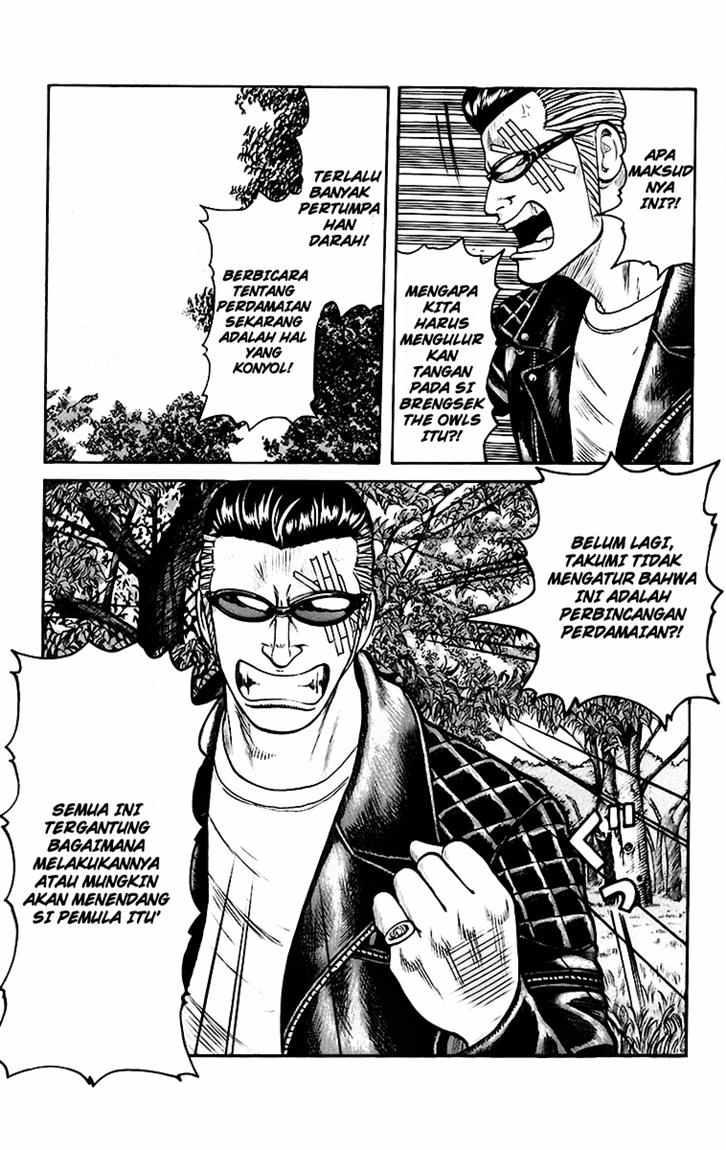 APA
MAKSUD
NYA
INI?!
MENGAPA
KITA
HARUS
MENGULUR
KAN
TANGAN
PADA SI
BRENGSEK
THE OWLS
ITU?!
TERLALU
BANYAK
PERTUMPA
HAN
DARAH!
BERBICARA
TENTANG
PERDAMAIAN
SEKARANG
ADALAH HAL
YANG
KONYOL!
BELUM LAGI,
TAKUMI TIDAK
MENGATUR BAHWA
INI ADALAH
PERBINCANGAN
PERDAMAIAN?!
SEMUA INI
TERGANTUNG
BAGAIMANA
MELAKUKANNYA
ATAU MUNGKIN
AKAN MENENDANG
SI PEMULA ITU'
グッ